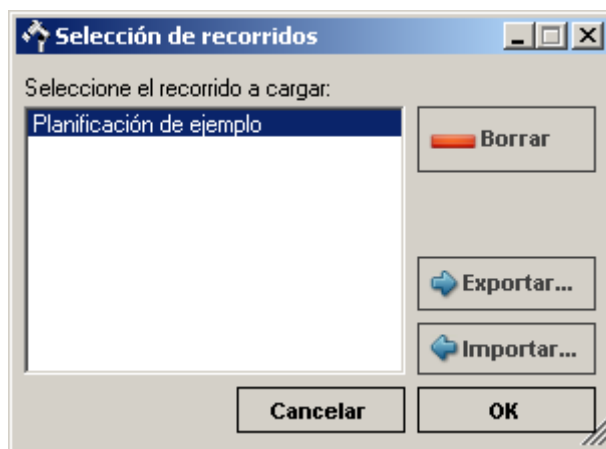 Selección de recorridos
Seleccione el recorrido a cargar:
Planificación de ejemplo
Borrar
Exportar...
Importar...
Cancelar
OK